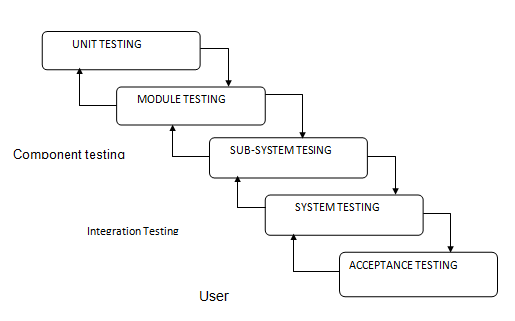 UNIT TESTING
MODULE TESTING
SUB-SYSTEM TESING
Component testing
SYSTEM TESTING
Integration Testing
ACCEPTANCE TESTING
User